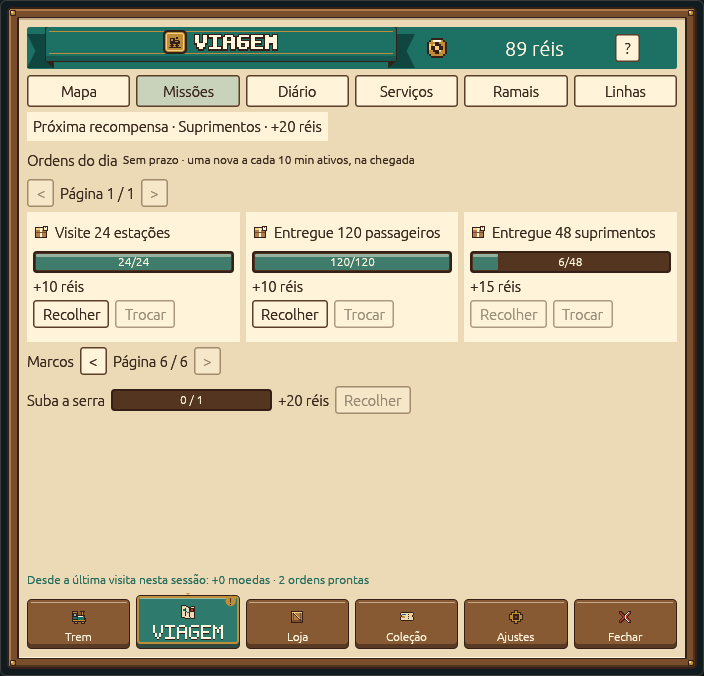 VIAGEM
89 réis
?
Mapa
Missões
Diário
Serviços
Ramais
Linhas
Próxima recompensa · Suprimentos · +20 réis
Ordens do dia Sem prazo · uma nova a cada 10 min ativos, na chegada
< Página 1 / 1 >
Visite 24 estações
24/24
+10 réis
Recolher Trocar
Entregue 120 passageiros
120/120
+10 réis
Recolher Trocar
Entregue 48 suprimentos
6/48
+15 réis
Recolher Trocar
Marcos < Página 6 / 6 >
Suba a serra 0 / 1 +20 réis Recolher
Desde a última visita nesta sessão: +0 moedas · 2 ordens prontas
Trem
!
VIAGEM
Loja
Coleção
Ajustes
Fechar